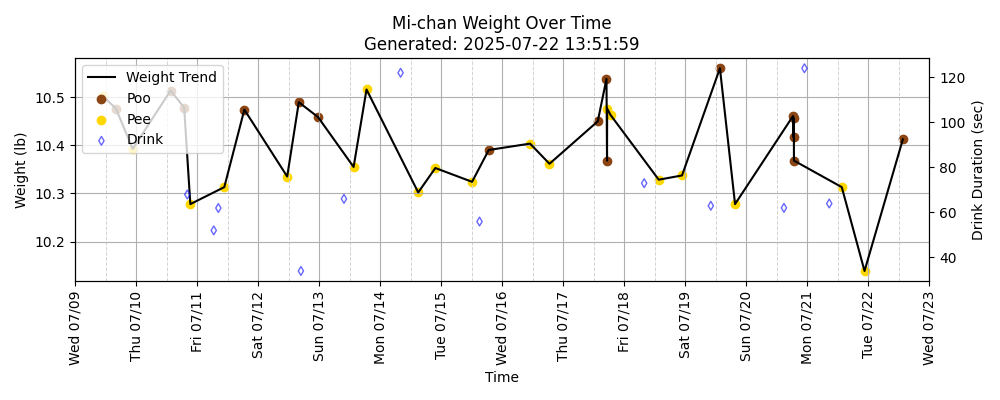 Mi-chan Weight Over Time
Generated: 2025-07-22 13:51:59
Weight Trend
Poo
Pee
Drink
Weight (lb)
10.5
10.4
10.3
10.2
Drink Duration (sec)
120
100
80
60
40
Wed 07/09
Thu 07/10
Fri 07/11
Sat 07/12
Sun 07/13
Mon 07/14
Tue 07/15
Wed 07/16
Thu 07/17
Fri 07/18
Sat 07/19
Sun 07/20
Mon 07/21
Tue 07/22
Wed 07/23
Time